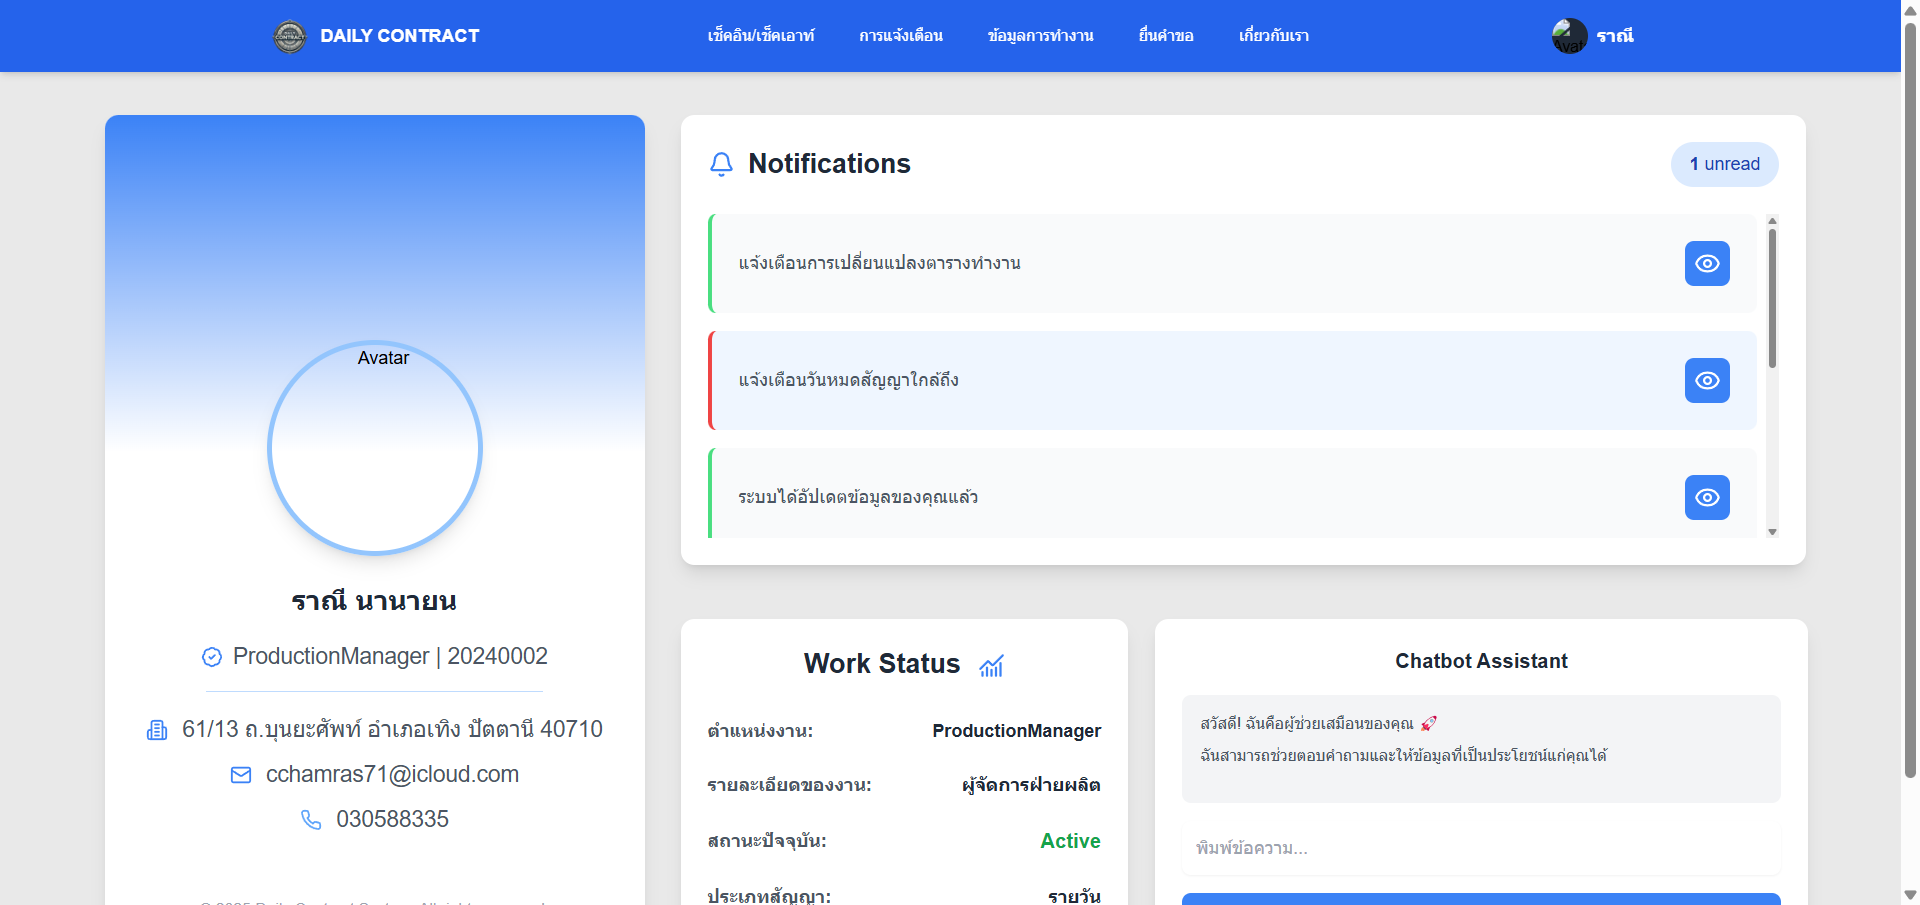 DAILY CONTRACT
เช็คอิน/เช็คเอาท์
การแจ้งเตือน
ข้อมูลการทำงาน
ยื่นคำขอ
เกี่ยวกับเรา
ราณี
Avatar
ราณี นานายน
ProductionManager | 20240002
61/13 ถ.บุนยะศัพท์ อำเภอเทิง ปัตตานี 40710
cchamras71@icloud.com
030588335
Notifications
1 unread
แจ้งเตือนการเปลี่ยนแปลงตารางทำงาน
แจ้งเตือนวันหมดสัญญาใกล้ถึง
ระบบได้อัปเดตข้อมูลของคุณแล้ว
Work Status
ตำแหน่งงาน: ProductionManager
รายละเอียดของงาน: ผู้จัดการฝ่ายผลิต
สถานะปัจจุบัน: Active
ประเภทสัญญา: รายวัน
Chatbot Assistant
สวัสดี! ฉันคือผู้ช่วยเสมือนของคุณ 🚀
ฉันสามารถช่วยตอบคำถามและให้ข้อมูลที่เป็นประโยชน์แก่คุณได้
พิมพ์ข้อความ...